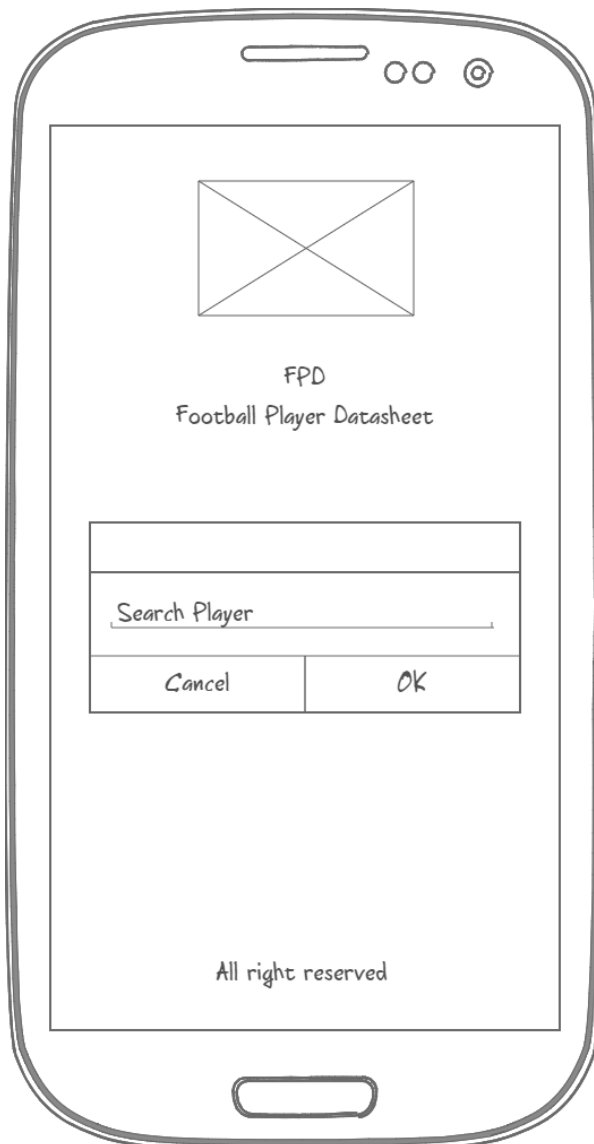 FPD
Football Player Datasheet
Search Player
Cancel
OK
All right reserved